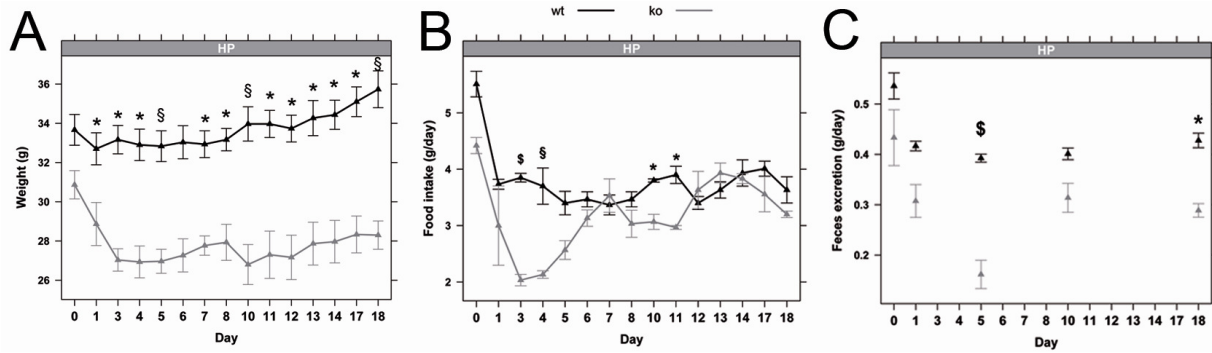 wt ko
A
HP
Weight (g)
36
34
32
30
28
26
* * * § * * § * * * * * §
0 1 3 4 5 6 7 8 10 11 12 13 14 17 18
Day
B
HP
Food intake (g/day)
5
4
3
2
$ § * *
0 1 3 4 5 6 7 8 10 11 12 13 14 17 18
Day
C
HP
Feces excretion (g/day)
0.5
0.4
0.3
0.2
$ *
0 1 3 4 5 6 7 8 10 11 12 13 14 17 18
Day